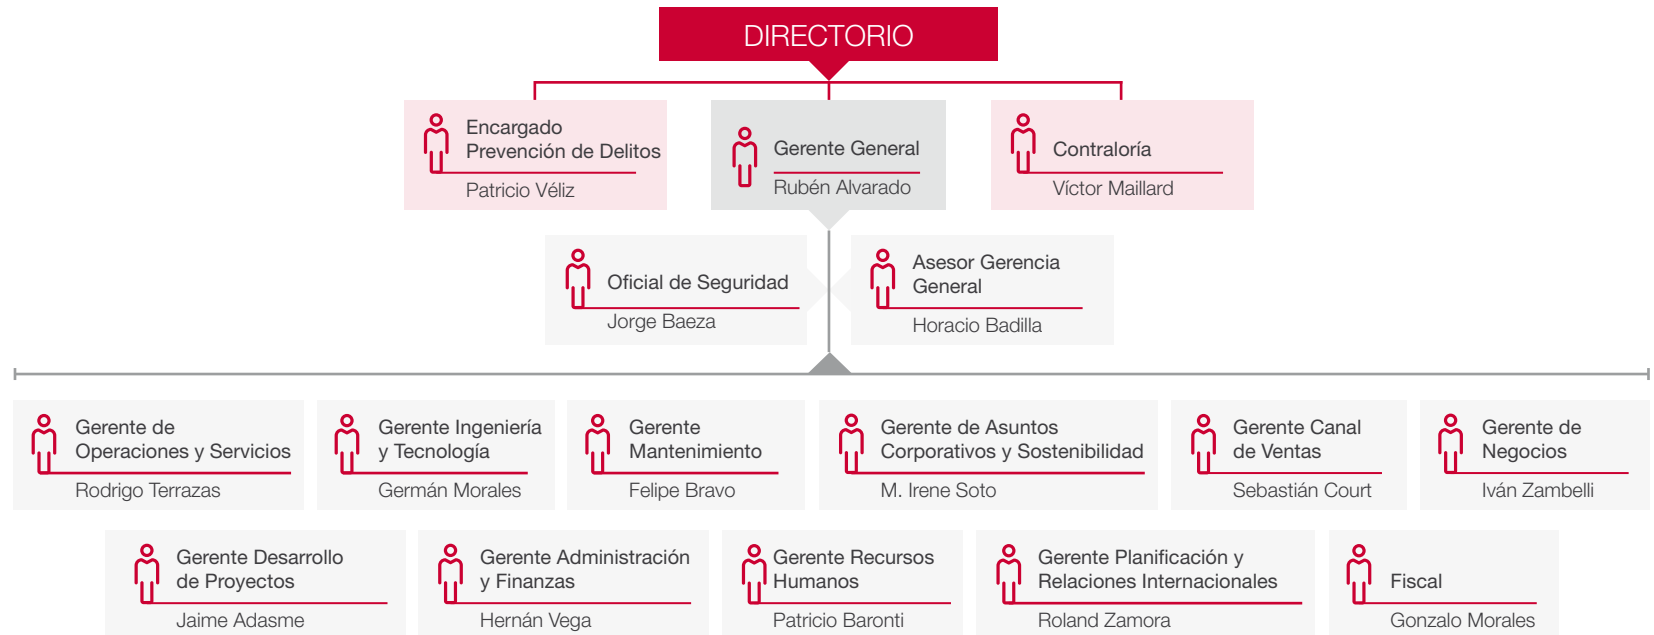 DIRECTORIO
Encargado
Prevención de Delitos
Patricio Véliz
Gerente General
Rubén Alvarado
Contraloría
Víctor Maillard
Oficial de Seguridad
Jorge Baeza
Asesor Gerencia
General
Horacio Badilla
Gerente de
Operaciones y Servicios
Rodrigo Terrazas
Gerente Ingeniería
y Tecnología
Germán Morales
Gerente
Mantenimiento
Felipe Bravo
Gerente de Asuntos
Corporativos y Sostenibilidad
M. Irene Soto
Gerente Canal
de Ventas
Sebastián Court
Gerente de
Negocios
Iván Zambelli
Gerente Desarrollo
de Proyectos
Jaime Adasme
Gerente Administración
y Finanzas
Hernán Vega
Gerente Recursos
Humanos
Patricio Baronti
Gerente Planificación y
Relaciones Internacionales
Roland Zamora
Fiscal
Gonzalo Morales